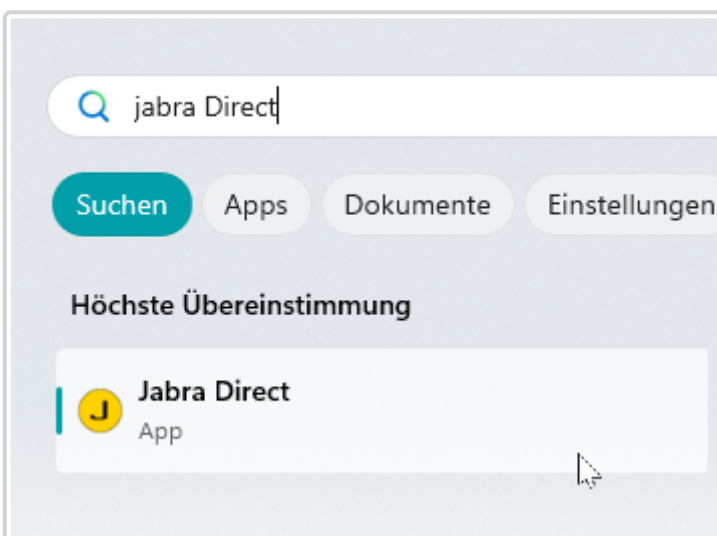 jabra Direct
Suchen Apps Dokumente Einstellungen
Höchste Übereinstimmung
J Jabra Direct
App